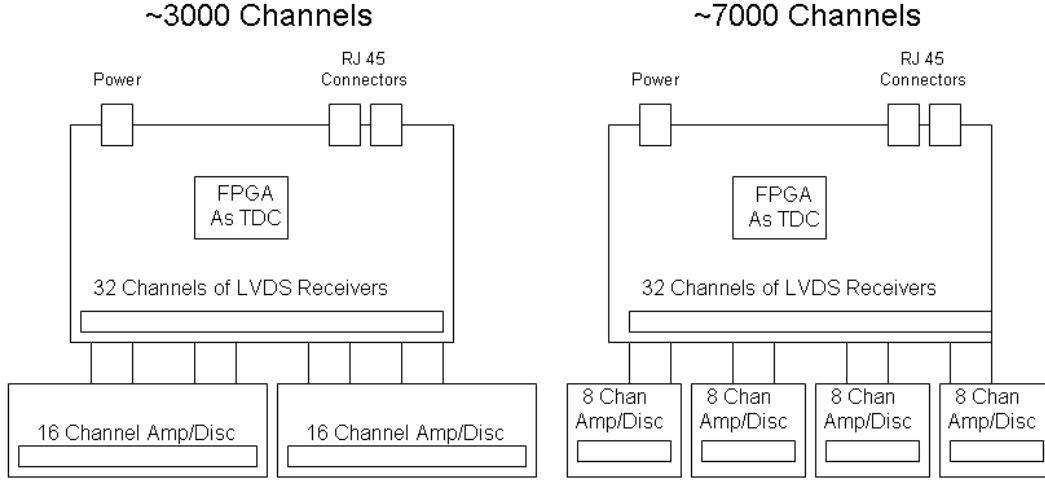 ~3000 Channels
Power
RJ 45
Connectors
FPGA
As TDC
32 Channels of LVDS Receivers
16 Channel Amp/Disc
16 Channel Amp/Disc
~7000 Channels
Power
RJ 45
Connectors
FPGA
As TDC
32 Channels of LVDS Receivers
8 Chan
Amp/Disc
8 Chan
Amp/Disc
8 Chan
Amp/Disc
8 Chan
Amp/Disc